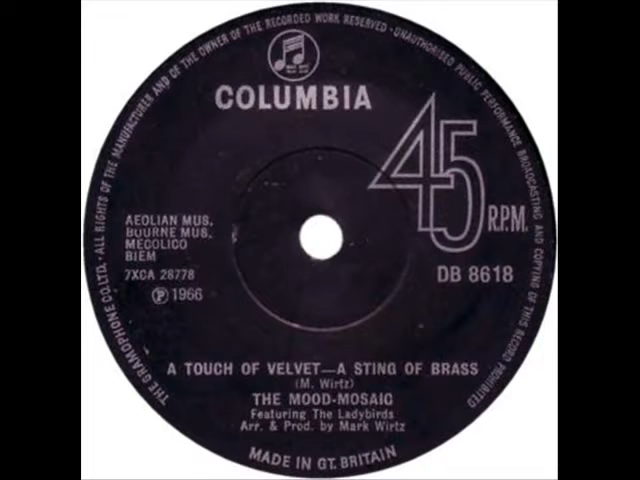 THE GRAMOPHONE CO. LTD. · ALL RIGHTS OF THE MANUFACTURER AND OF THE OWNER OF THE RECORDED WORK RESERVED · UNAUTHORISED PUBLIC PERFORMANCE BROADCASTING AND COPYING OF THIS RECORD PROHIBITED
COLUMBIA
45 R.P.M.
AEOLIAN MUS.
BOURNE MUS.
MECOLICO
BIEM
7XCA 28778
℗ 1966
DB 8618
A TOUCH OF VELVET—A STING OF BRASS
(M. Wirtz)
THE MOOD-MOSAIC
Featuring The Ladybirds
Arr. & Prod. by Mark Wirtz
MADE IN GT. BRITAIN